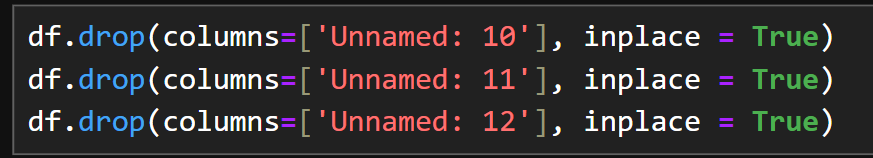 df.drop(columns=['Unnamed: 10'], inplace = True)
df.drop(columns=['Unnamed: 11'], inplace = True)
df.drop(columns=['Unnamed: 12'], inplace = True)